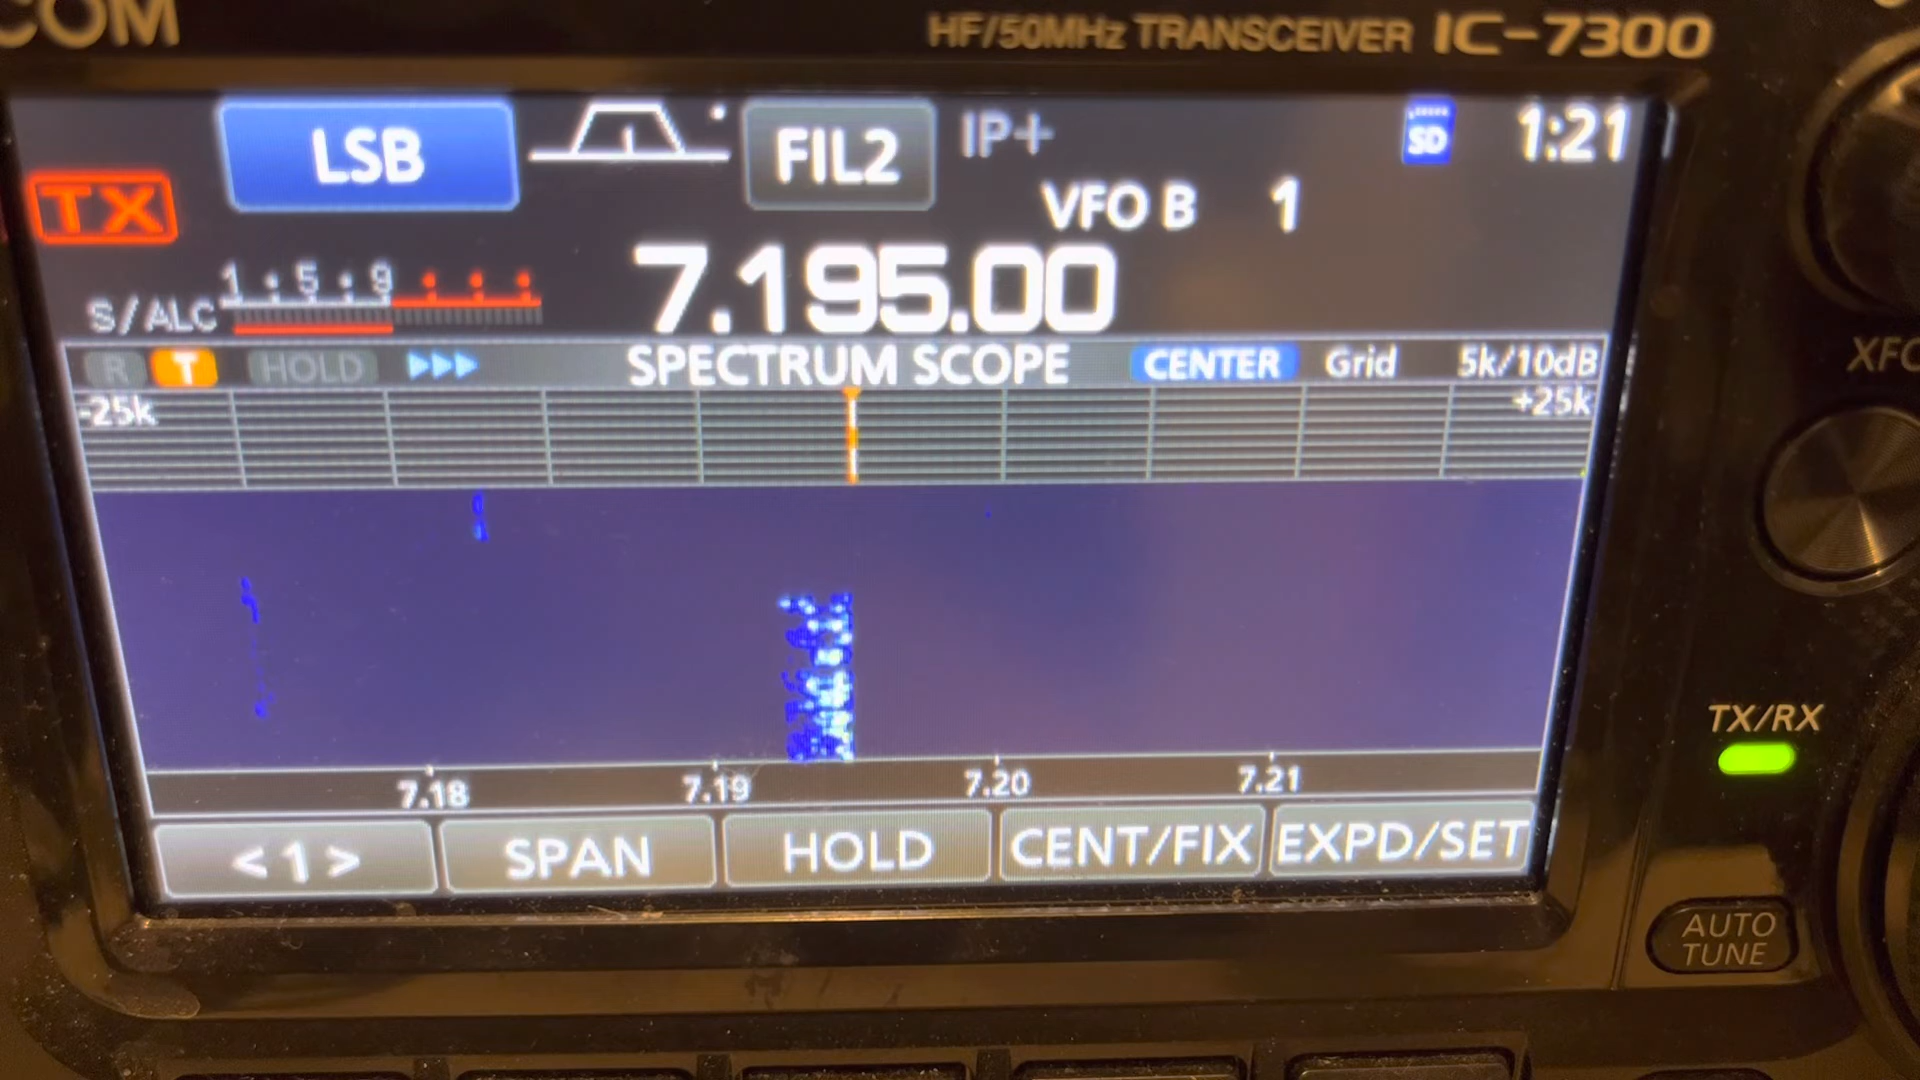 COM HF/50MHz TRANSCEIVER IC-7300
LSB FIL2 IP+ SD 1:21
TX VFO B 1
1 5 9 7.195.00
S/ALC
R T HOLD SPECTRUM SCOPE CENTER Grid 5k/10dB
-25k +25k
XFC
TX/RX
7.18 7.19 7.20 7.21
< 1 > SPAN HOLD CENT/FIX EXPD/SET
AUTO
TUNE